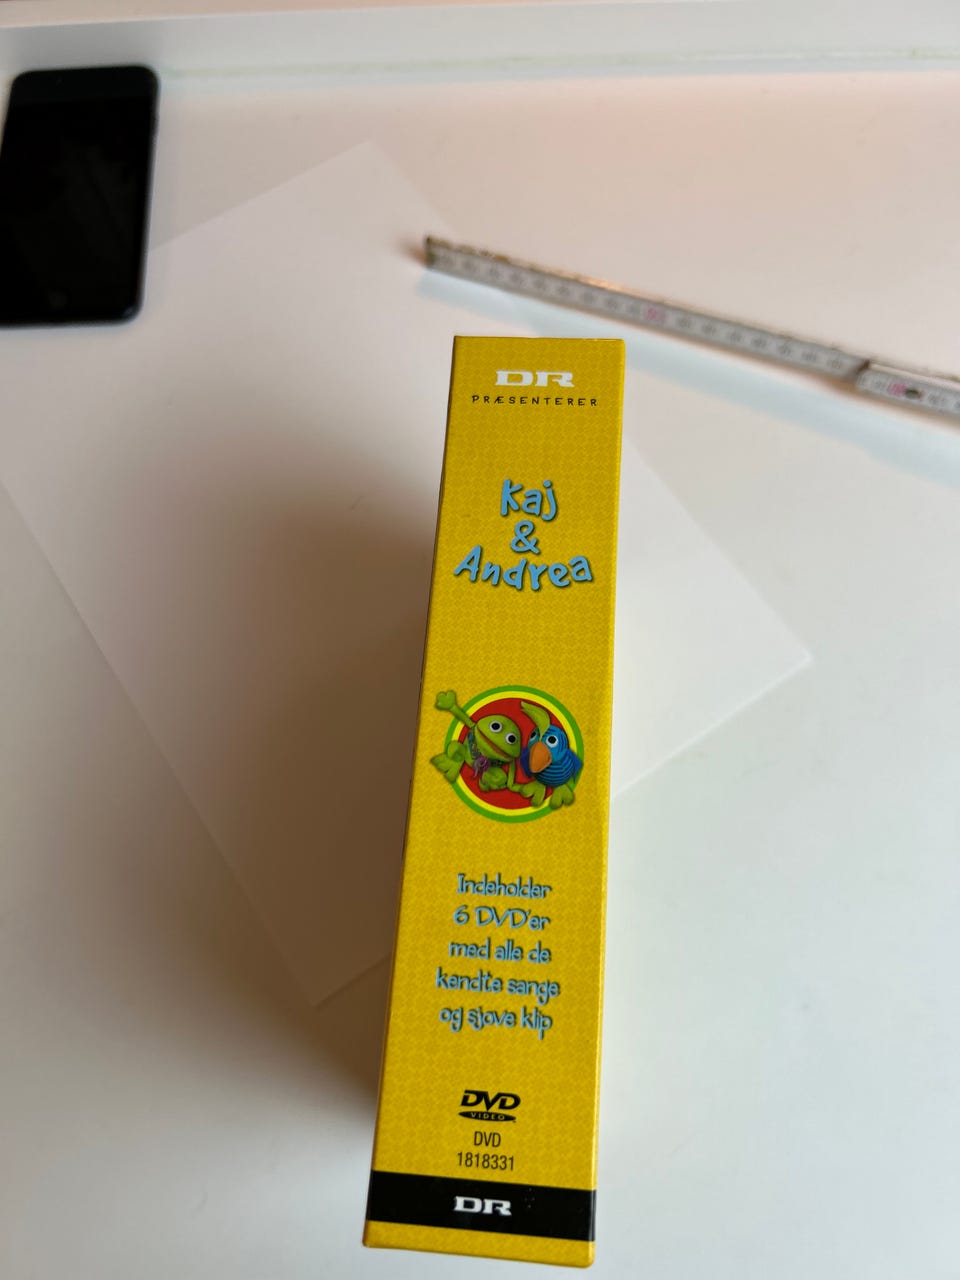 DR
PRÆSENTERER
Kaj
&
Andrea
Indeholder
6 DVD'er
med alle de
kendte sange
og sjove klip
DVD
VIDEO
DVD
1818331
DR